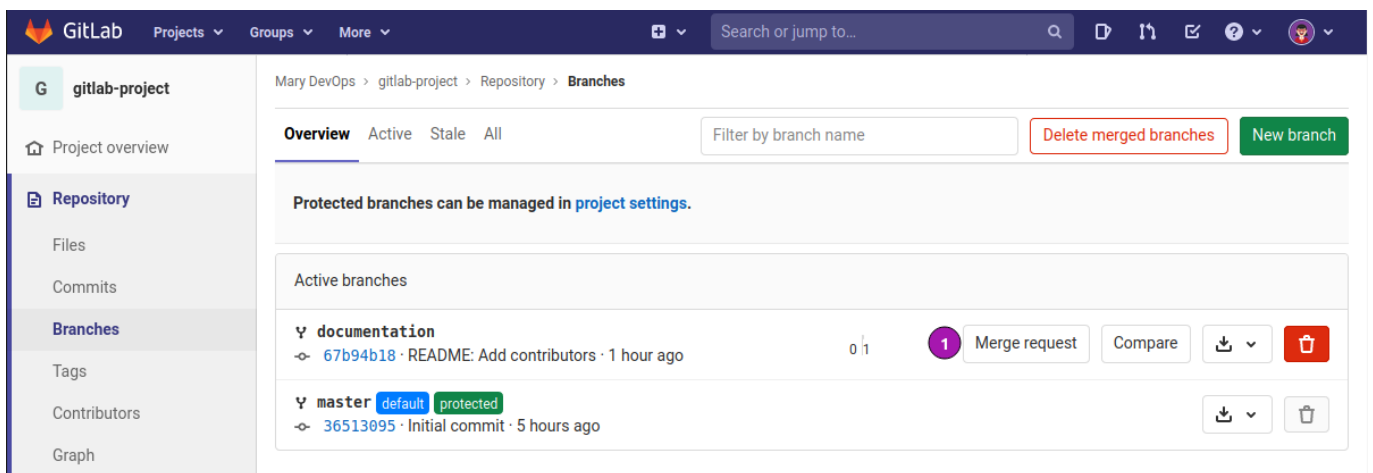 GitLab Projects Groups More Search or jump to...
G gitlab-project
Project overview
Repository
Files
Commits
Branches
Tags
Contributors
Graph
Mary DevOps > gitlab-project > Repository > Branches
Overview Active Stale All Filter by branch name Delete merged branches New branch
Protected branches can be managed in project settings.
Active branches
documentation
67b94b18 · README: Add contributors · 1 hour ago
0 1
1 Merge request Compare
master default protected
36513095 · Initial commit · 5 hours ago